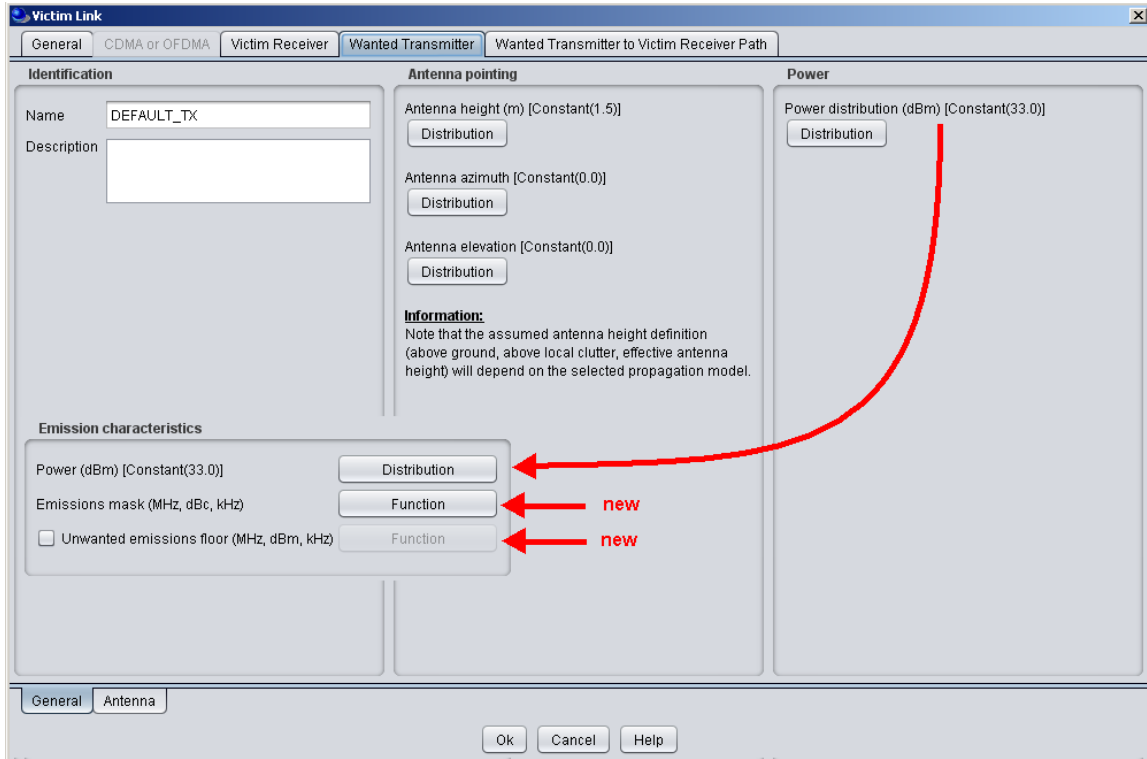 Victim Link
General
CDMA or OFDMA
Victim Receiver
Wanted Transmitter
Wanted Transmitter to Victim Receiver Path
Identification
Name
DEFAULT_TX
Description
Antenna pointing
Antenna height (m) [Constant(1.5)]
Distribution
Antenna azimuth [Constant(0.0)]
Distribution
Antenna elevation [Constant(0.0)]
Distribution
Information:
Note that the assumed antenna height definition
(above ground, above local clutter, effective antenna
height) will depend on the selected propagation model.
Power
Power distribution (dBm) [Constant(33.0)]
Distribution
Emission characteristics
Power (dBm) [Constant(33.0)]
Distribution
Emissions mask (MHz, dBc, kHz)
Function
new
Unwanted emissions floor (MHz, dBm, kHz)
Function
new
General
Antenna
Ok
Cancel
Help